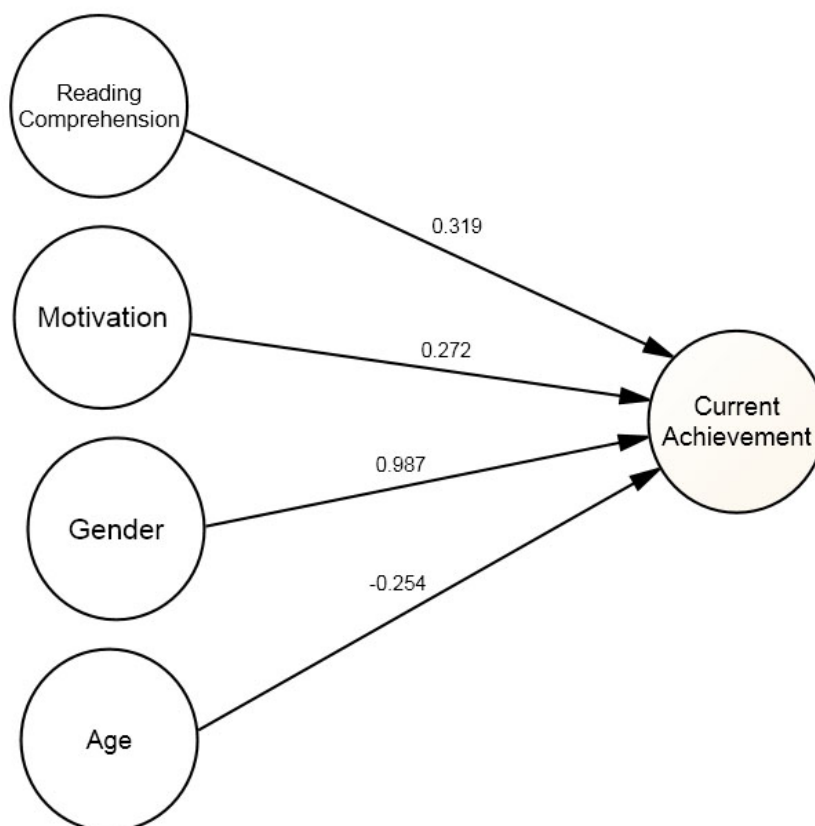 Reading
Comprehension
0.319
Motivation
0.272
Current
Achievement
0.987
Gender
-0.254
Age